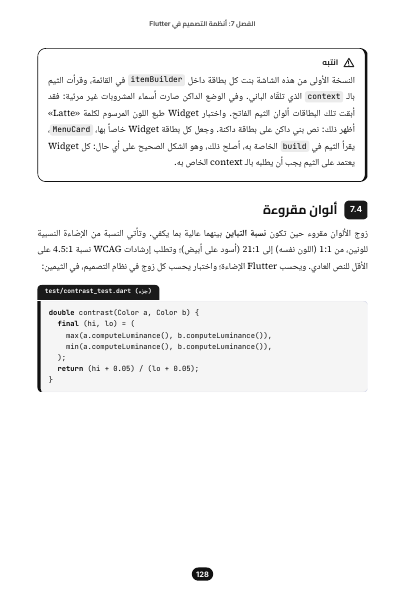 الفصل 7: أنظمة التصميم في Flutter
انتبه
النسخة الأولى من هذه الشاشة بنت كل بطاقة داخل itemBuilder في القائمة، وقرأت الثيم
بالـ context الذي تلقّاه الباني. وفي الوضع الداكن صارت أسماء المشروبات غير مرئية: فقد
أبقت تلك البطاقات ألوان الثيم الفاتح. واختبار Widget طبع اللون المرسوم لكلمة «Latte»
أظهر ذلك: نص بني داكن على بطاقة داكنة. وجعل كل بطاقة Widget خاصاً بها، MenuCard،
يقرأ الثيم في build الخاصة به، أصلح ذلك، وهو الشكل الصحيح على أي حال: كل Widget
يعتمد على الثيم يجب أن يطلبه بالـ context الخاص به.
7.4 ألوان مقروءة
زوج الألوان مقروء حين تكون نسبة التباين بينهما عالية بما يكفي. وتأتي النسبة من الإضاءة النسبية
للونين، من 1:1 (اللون نفسه) إلى 21:1 (أسود على أبيض)؛ وتطلب إرشادات WCAG نسبة 4.5:1 على
الأقل للنص العادي. ويحسب Flutter الإضاءة؛ واختبار يحسب كل زوج في نظام التصميم، في الثيمين:
test/contrast_test.dart (جزء)
double contrast(Color a, Color b) {
  final (hi, lo) = (
    max(a.computeLuminance(), b.computeLuminance()),
    min(a.computeLuminance(), b.computeLuminance()),
  );
  return (hi + 0.05) / (lo + 0.05);
}
128